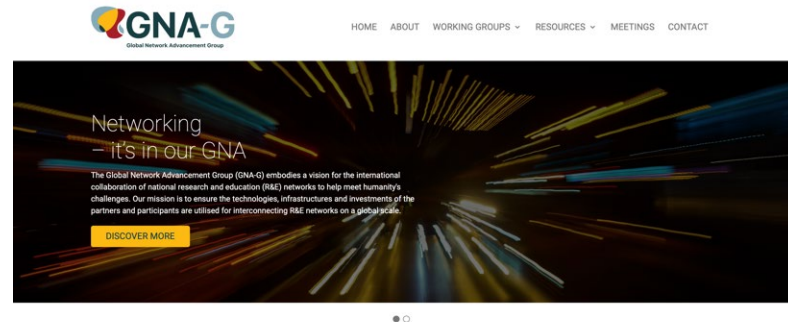 GNA-G
Global Network Advancement Group
HOME ABOUT WORKING GROUPS RESOURCES MEETINGS CONTACT
Networking
– it's in our GNA
The Global Network Advancement Group (GNA-G) embodies a vision for the international
collaboration of national research and education (R&E) networks to help meet humanity's
challenges. Our mission is to ensure the technologies, infrastructures and investments of the
partners and participants are utilised for interconnecting R&E networks on a global scale.
DISCOVER MORE